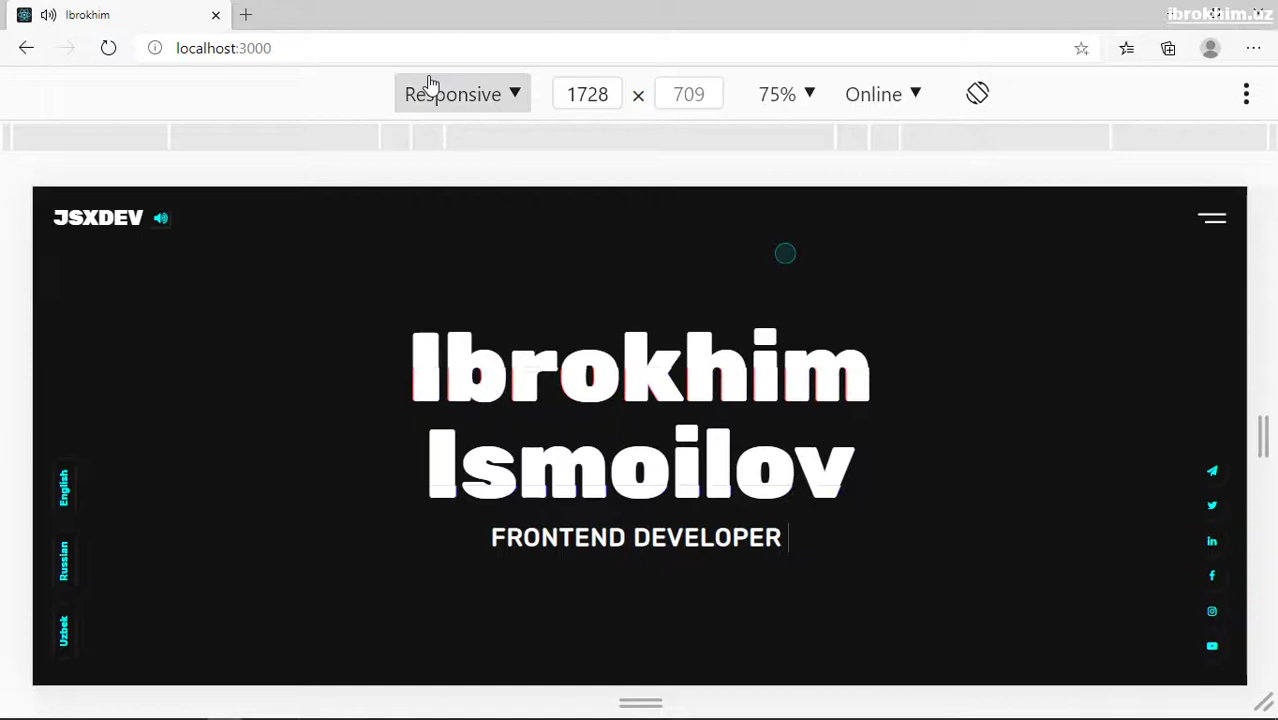 Ibrokhim
ibrokhim.uz
localhost:3000
Responsive
1728 × 709
75%
Online
JSXDEV
Ibrokhim
Ismoilov
FRONTEND DEVELOPER
English
Russian
Uzbek